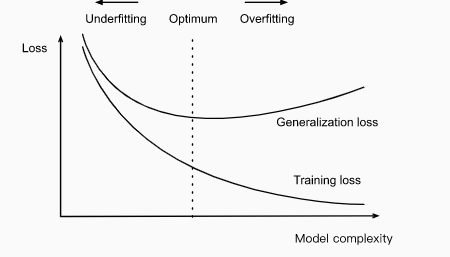 Underfitting Optimum Overfitting
Loss
Generalization loss
Training loss
Model complexity